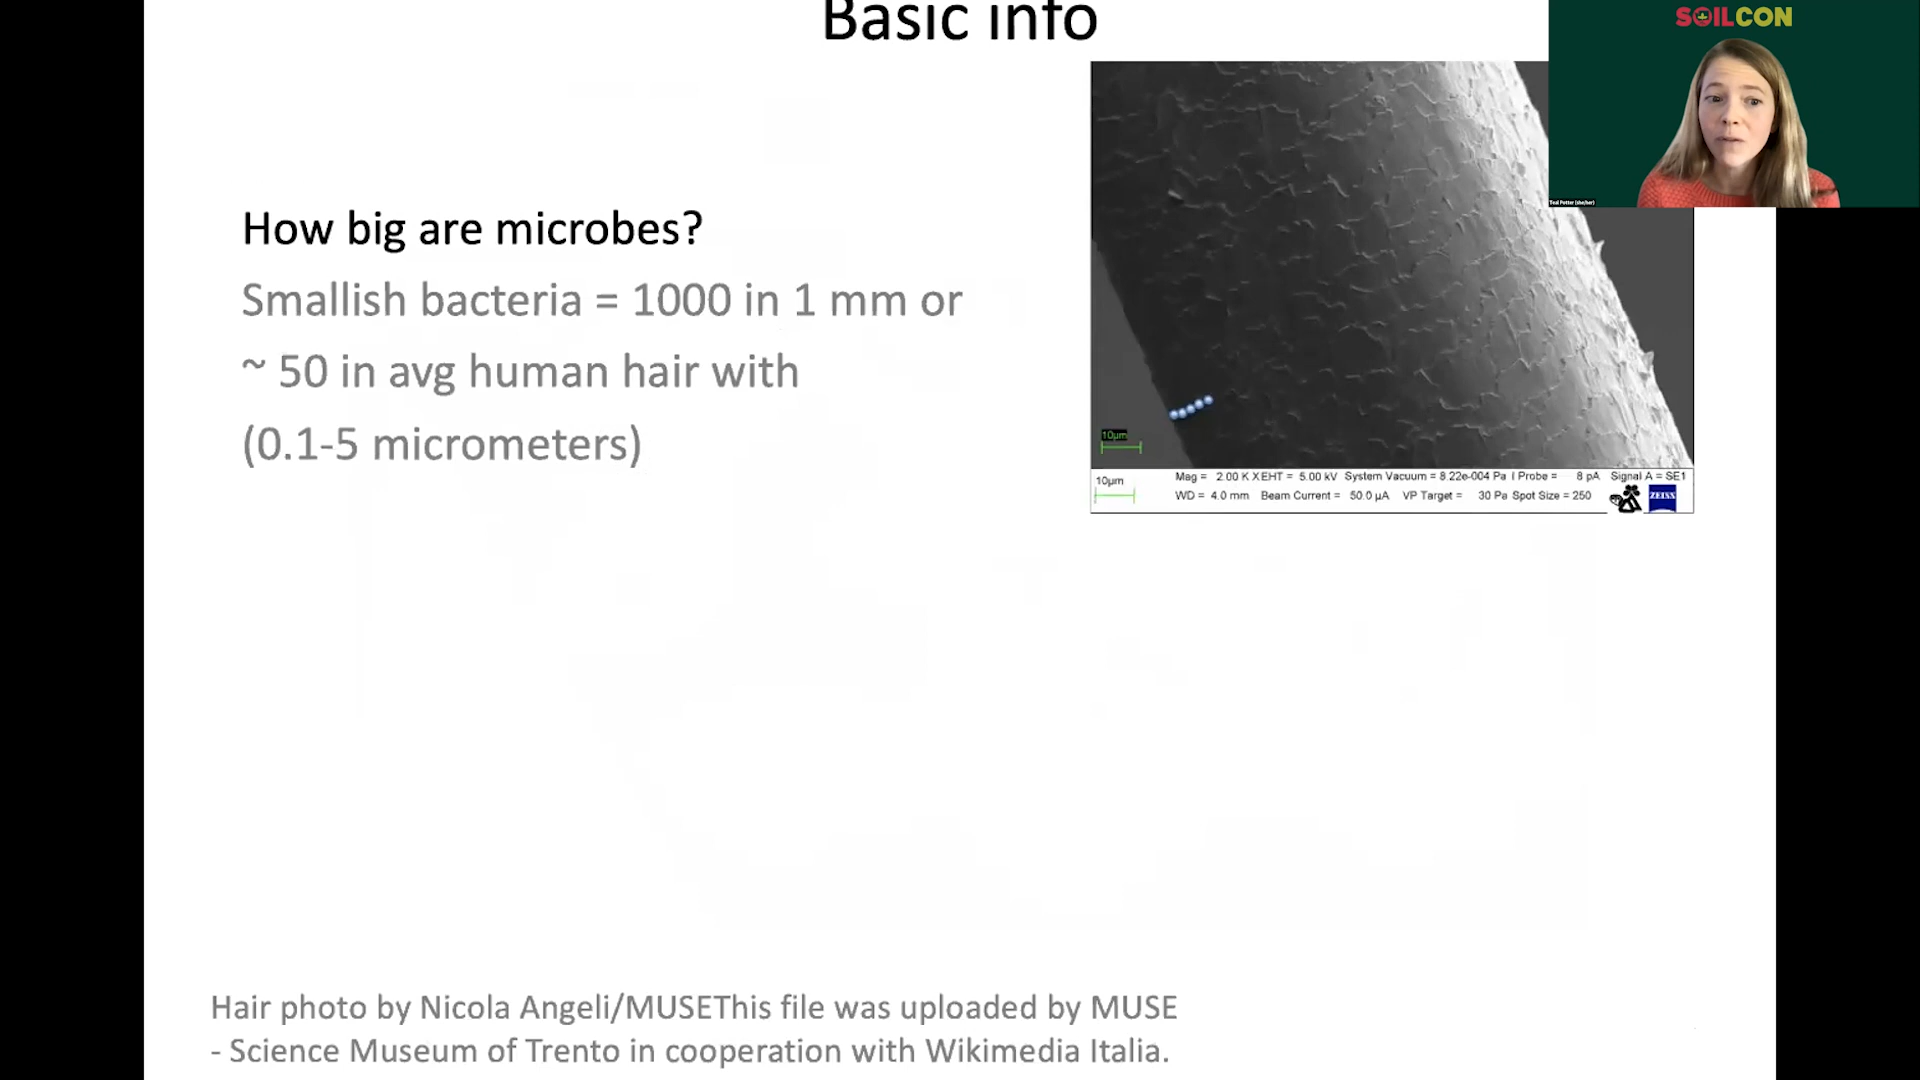 Basic info
SOILCON
Teal Potter (she/her)
How big are microbes?
Smallish bacteria = 1000 in 1 mm or
~ 50 in avg human hair with
(0.1-5 micrometers)
10µm
10µm
Mag = 2.00 K X EHT = 5.00 kV System Vacuum = 8.22e-004 Pa I Probe = 8 pA Signal A = SE1
WD = 4.0 mm Beam Current = 50.0 µA VP Target = 30 Pa Spot Size = 250
ZEISS
Hair photo by Nicola Angeli/MUSEThis file was uploaded by MUSE
- Science Museum of Trento in cooperation with Wikimedia Italia.